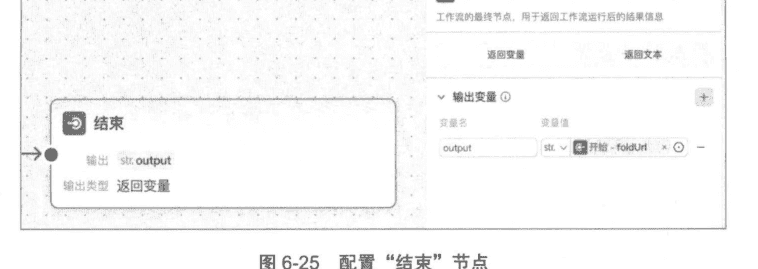 工作流的最终节点，用于返回工作流运行后的结果信息
返回变量 返回文本
输出变量
变量名 变量值
output str. 开始 - foldUrl ×
结束
输出 str. output
输出类型 返回变量
图 6-25 配置“结束”节点